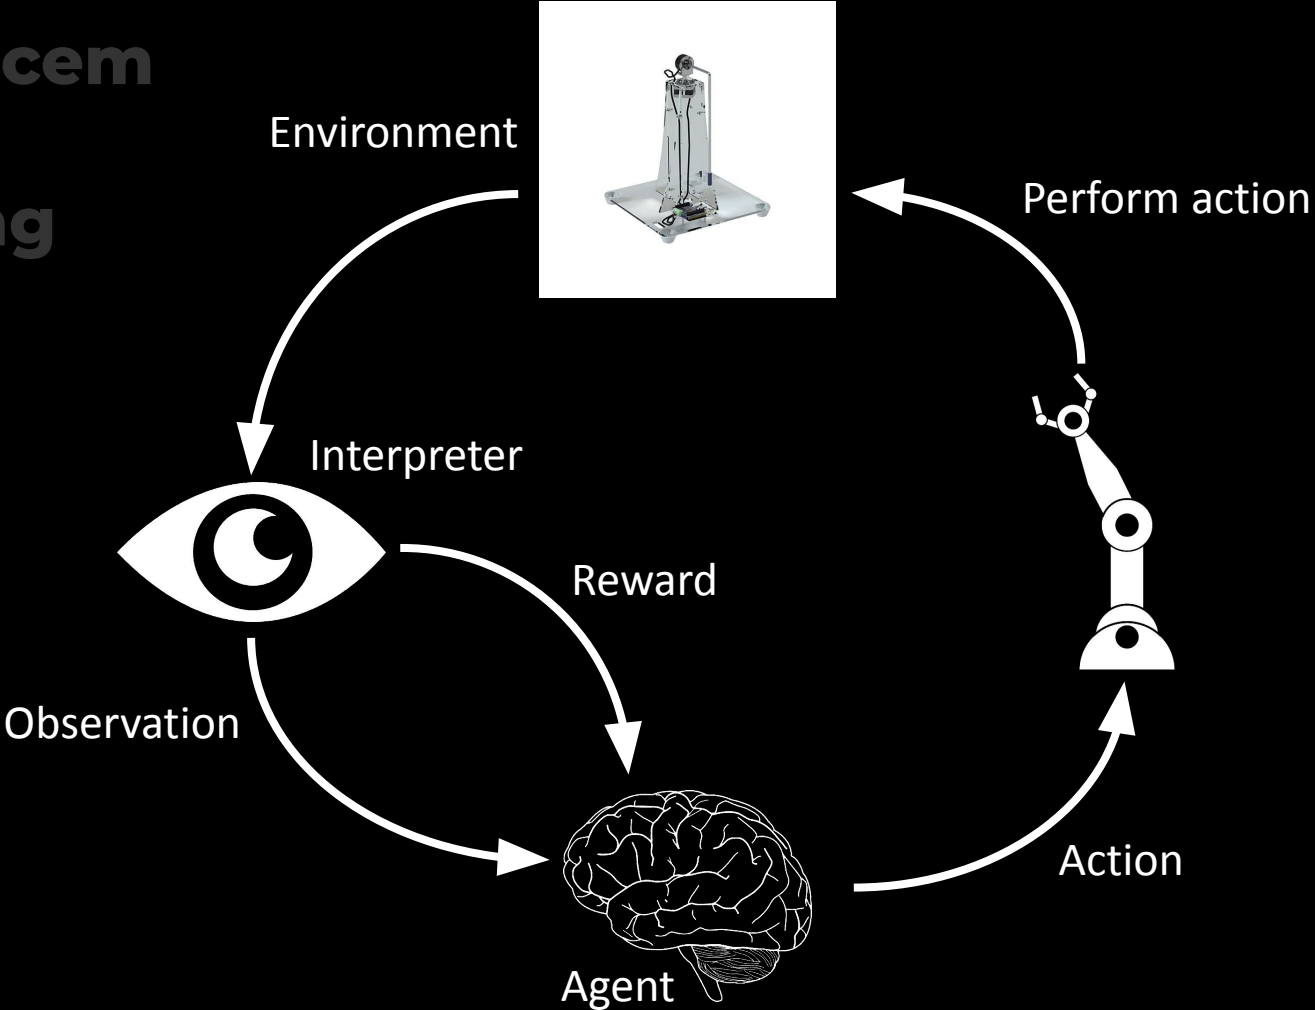 cem
ng
Environment
Perform action
Interpreter
Reward
Observation
Action
Agent